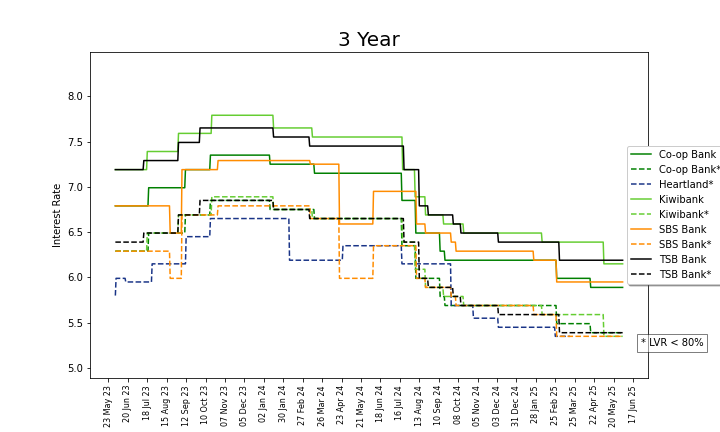 3 Year
Interest Rate
8.0
7.5
7.0
6.5
6.0
5.5
5.0
23 May 23
20 Jun 23
18 Jul 23
15 Aug 23
12 Sep 23
10 Oct 23
07 Nov 23
05 Dec 23
02 Jan 24
30 Jan 24
27 Feb 24
26 Mar 24
23 Apr 24
21 May 24
18 Jun 24
16 Jul 24
13 Aug 24
10 Sep 24
08 Oct 24
05 Nov 24
03 Dec 24
31 Dec 24
28 Jan 25
25 Feb 25
25 Mar 25
22 Apr 25
20 May 25
17 Jun 25
Co-op Bank
Co-op Bank*
Heartland*
Kiwibank
Kiwibank*
SBS Bank
SBS Bank*
TSB Bank
TSB Bank*
* LVR < 80%